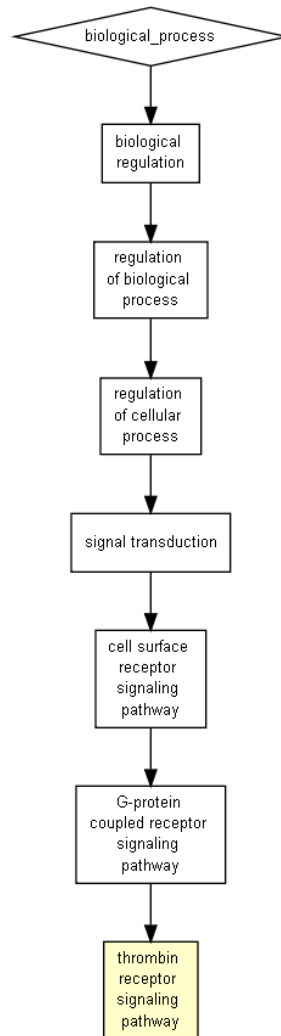 biological_process
biological
regulation
regulation
of biological
process
regulation
of cellular
process
signal transduction
cell surface
receptor
signaling
pathway
G-protein
coupled receptor
signaling
pathway
thrombin
receptor
signaling
pathway